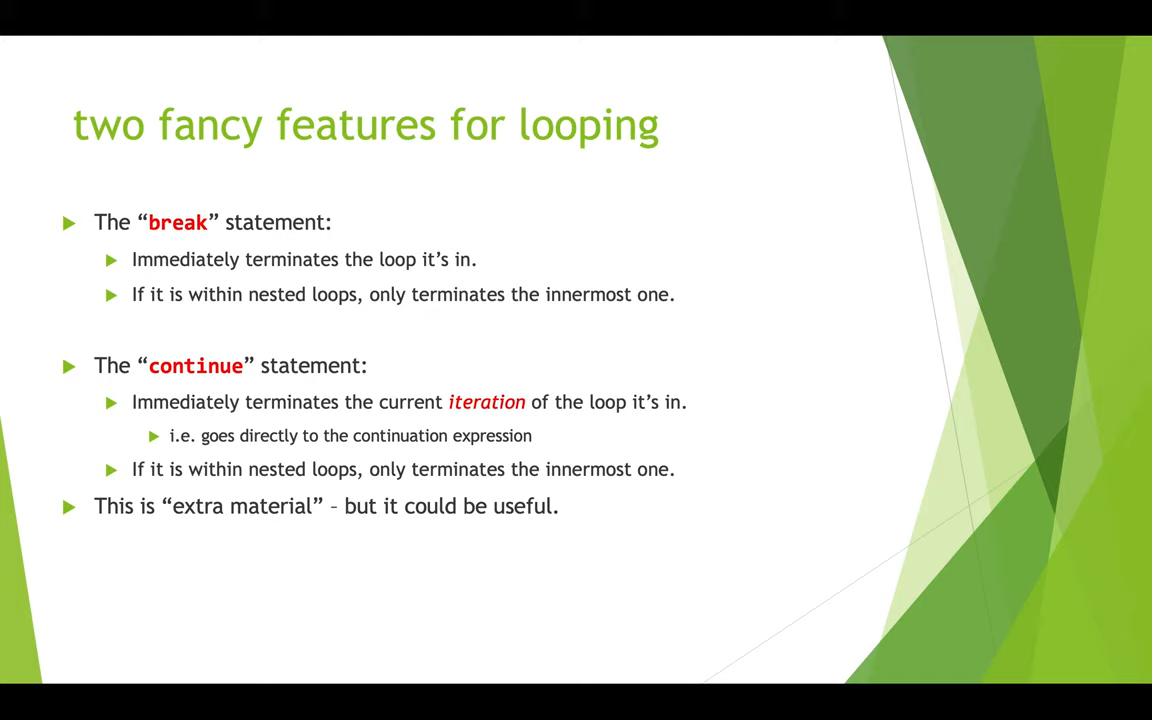 two fancy features for looping
The “break” statement:
Immediately terminates the loop it’s in.
If it is within nested loops, only terminates the innermost one.
The “continue” statement:
Immediately terminates the current iteration of the loop it’s in.
i.e. goes directly to the continuation expression
If it is within nested loops, only terminates the innermost one.
This is “extra material” – but it could be useful.